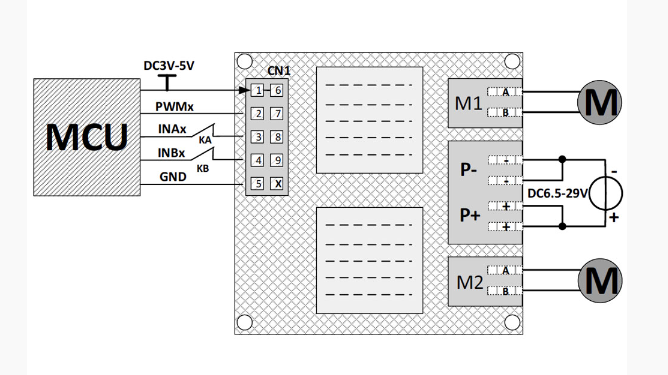 DC3V-5V
CN1
MCU
PWMx
INAx
KA
INBx
KB
GND
1 6
2 7
3 8
4 9
5 X
M1
A
B
M
P-
-
-
P+
+
+
DC6.5-29V
-
+
M2
A
B
M